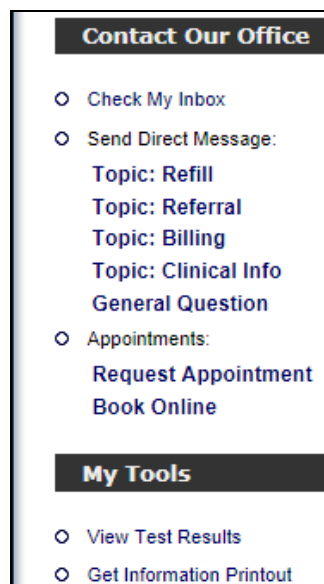 Contact Our Office
Check My Inbox
Send Direct Message:
Topic: Refill
Topic: Referral
Topic: Billing
Topic: Clinical Info
General Question
Appointments:
Request Appointment
Book Online
My Tools
View Test Results
Get Information Printout